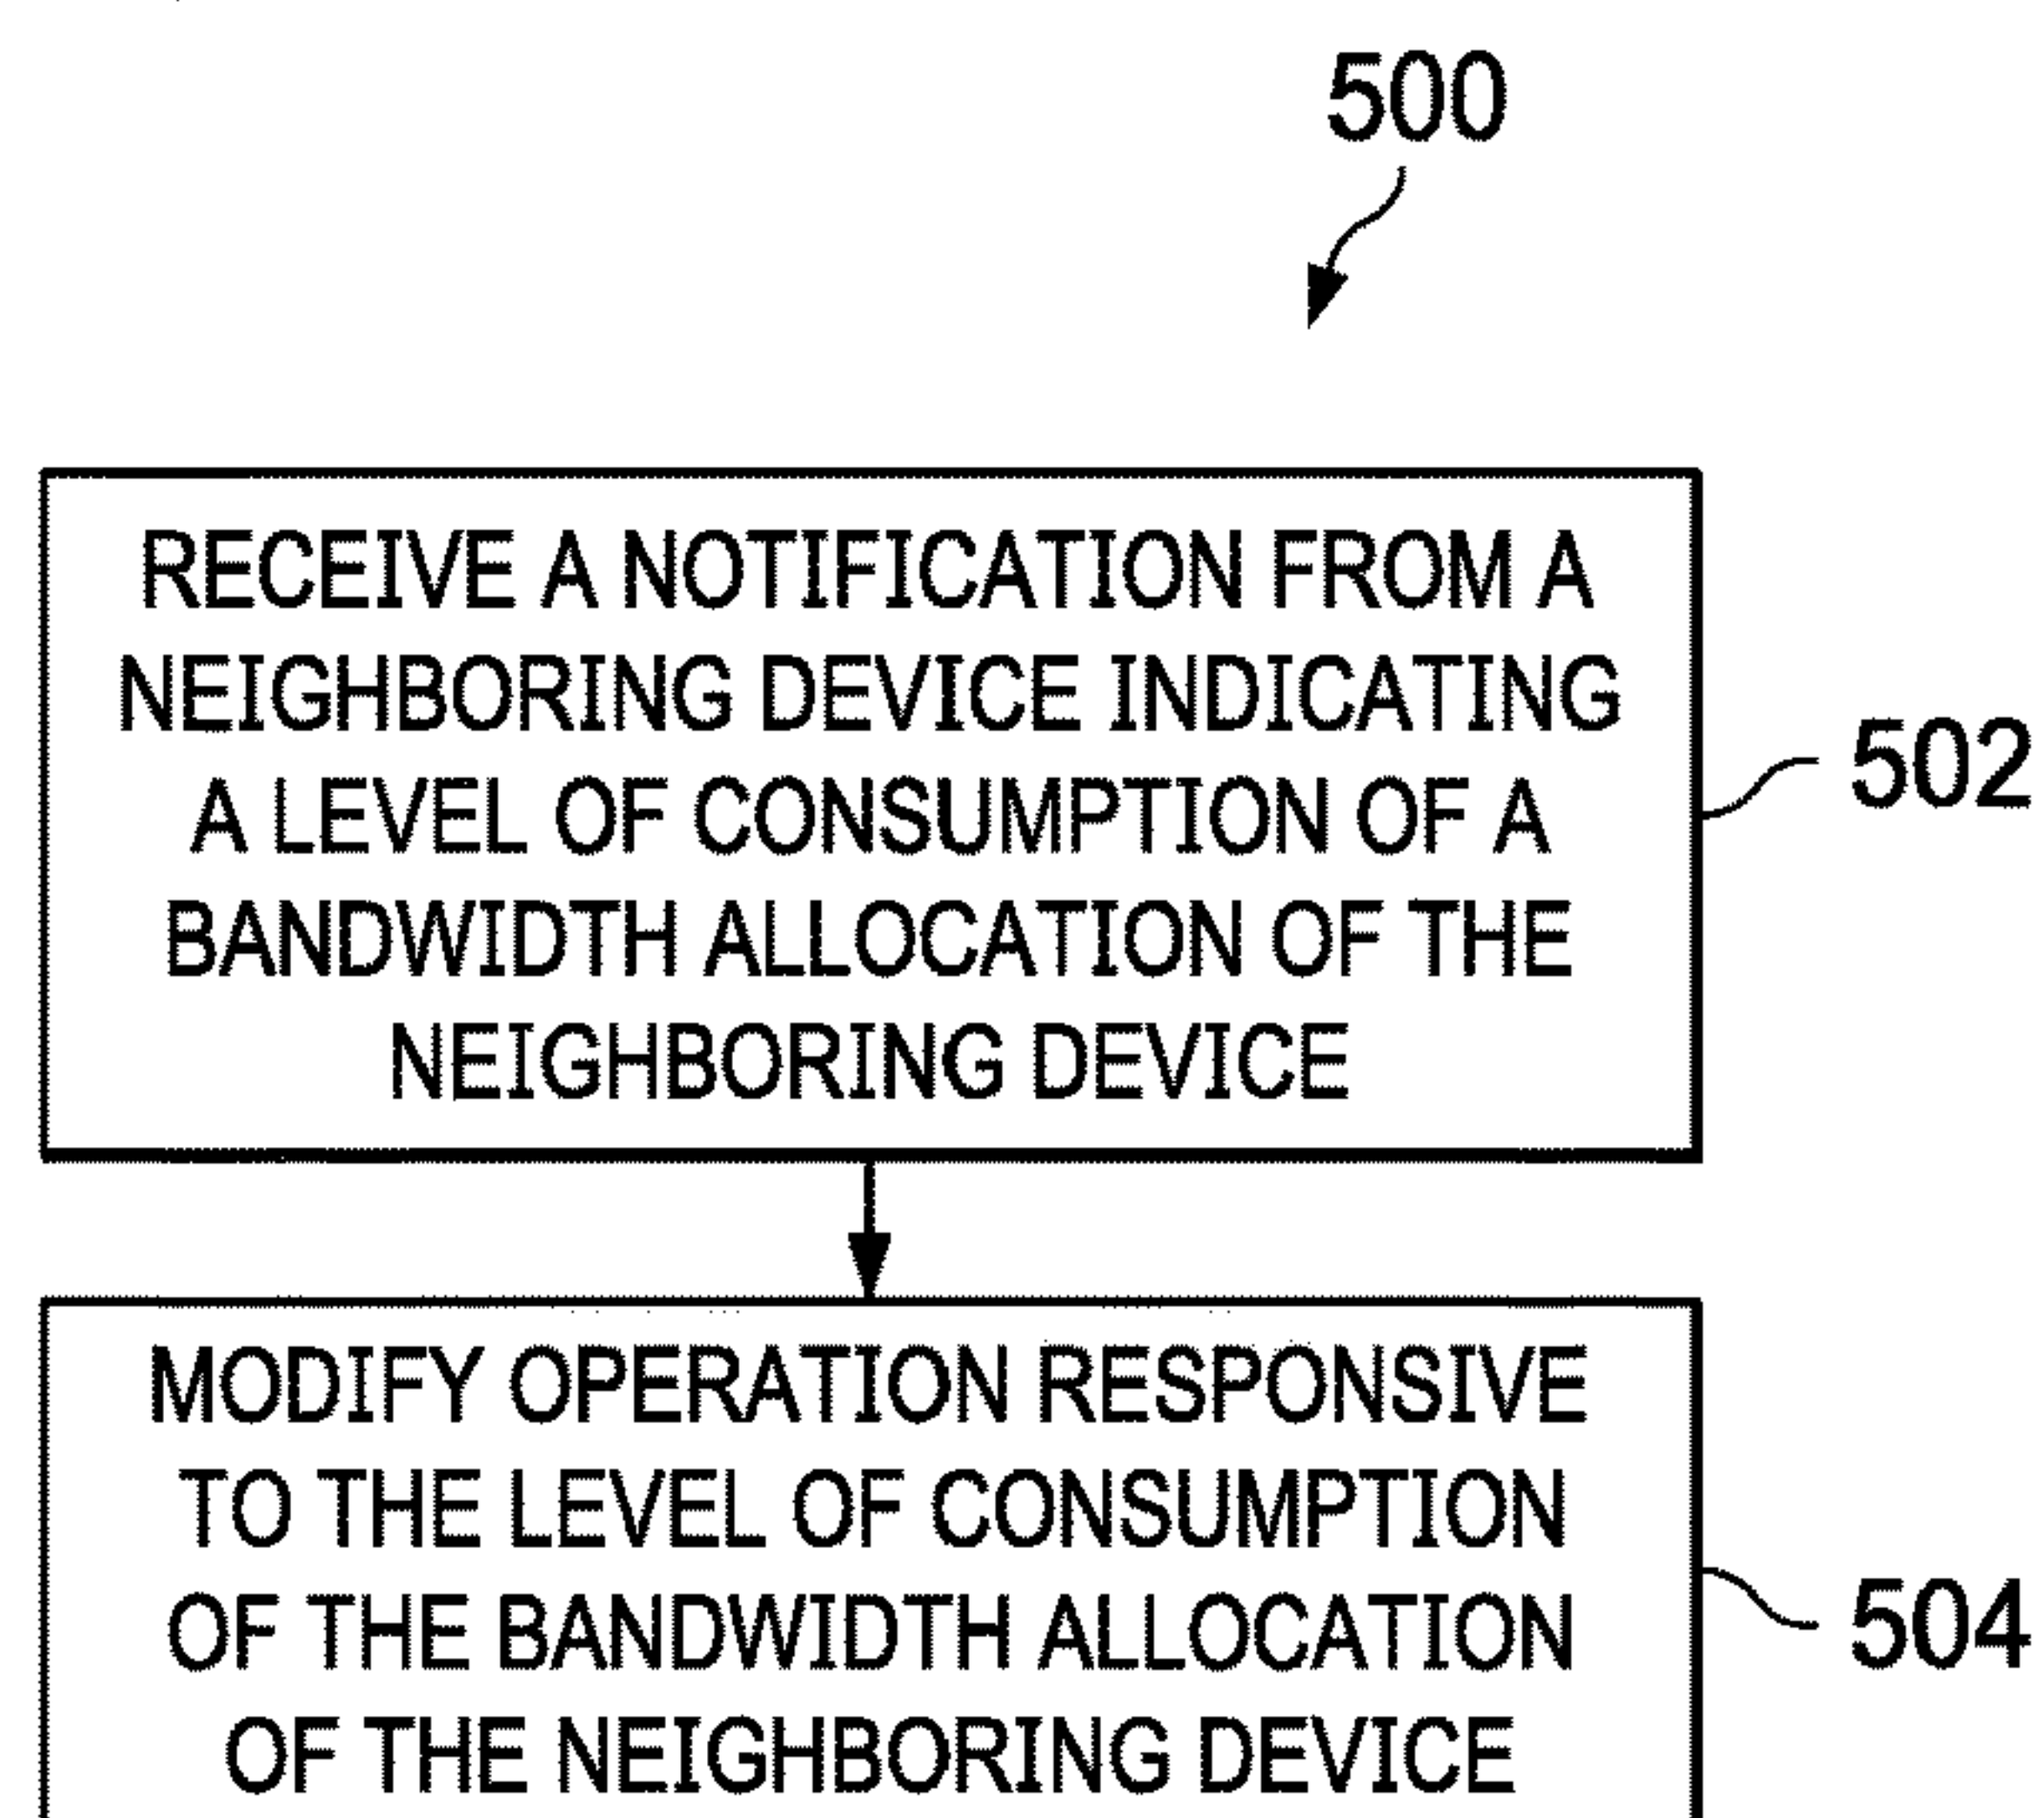 500
RECEIVE A NOTIFICATION FROM A
NEIGHBORING DEVICE INDICATING
A LEVEL OF CONSUMPTION OF A
BANDWIDTH ALLOCATION OF THE
NEIGHBORING DEVICE
502
MODIFY OPERATION RESPONSIVE
TO THE LEVEL OF CONSUMPTION
OF THE BANDWIDTH ALLOCATION
OF THE NEIGHBORING DEVICE
504